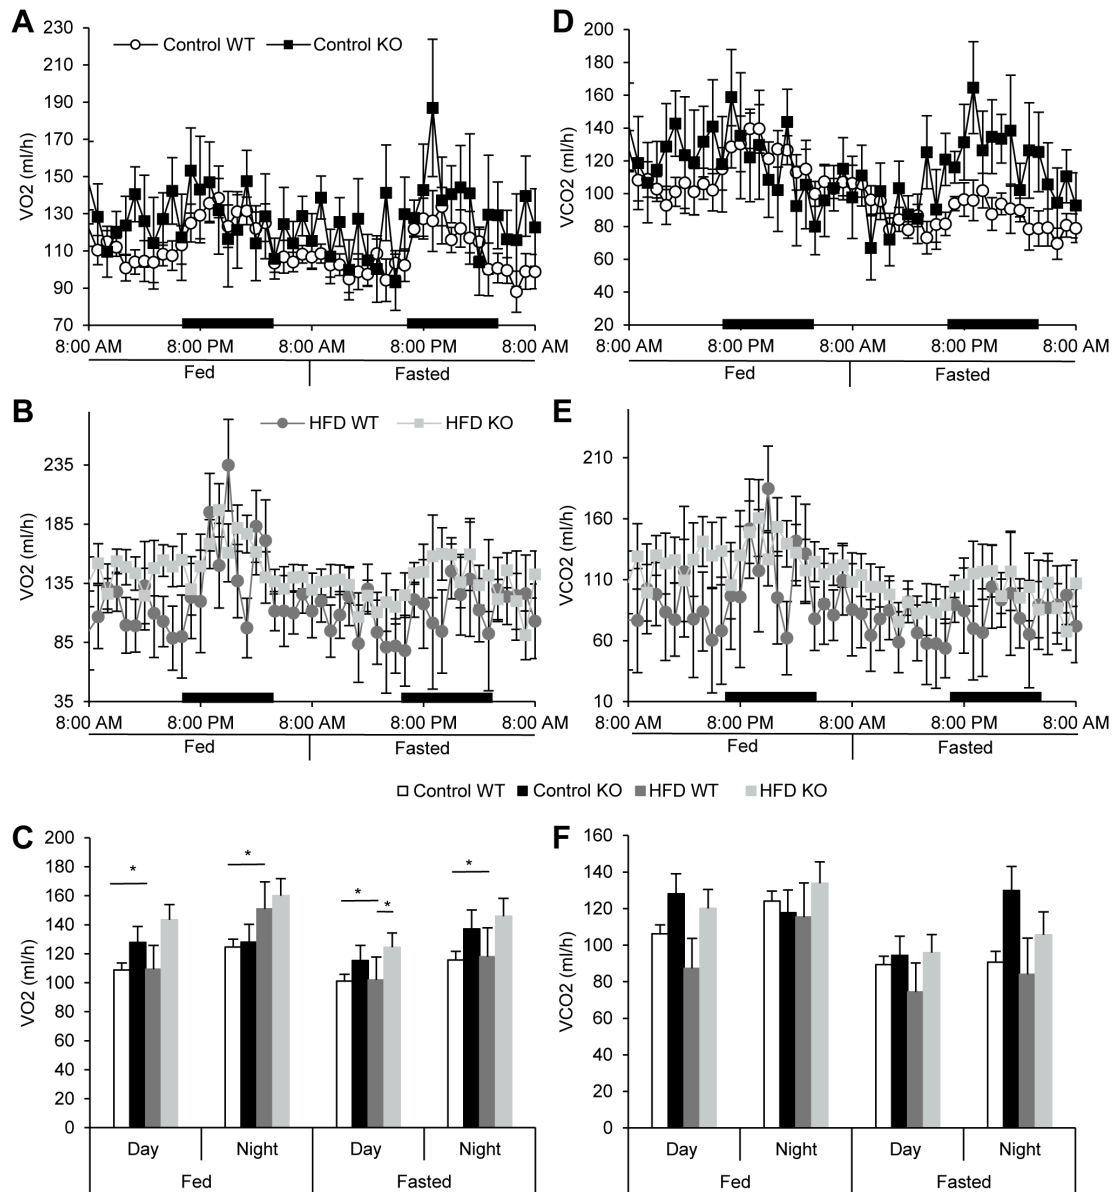 A
D
Control WT
Control KO
VO2 (ml/h)
230
210
190
170
150
130
110
90
70
8:00 AM
8:00 PM
8:00 AM
8:00 PM
8:00 AM
Fed
Fasted
VCO2 (ml/h)
200
180
160
140
120
100
80
60
40
20
8:00 AM
8:00 PM
8:00 AM
8:00 PM
8:00 AM
Fed
Fasted
B
E
HFD WT
HFD KO
VO2 (ml/h)
235
185
135
85
35
8:00 AM
8:00 PM
8:00 AM
8:00 PM
8:00 AM
Fed
Fasted
VCO2 (ml/h)
210
160
110
60
10
8:00 AM
8:00 PM
8:00 AM
8:00 PM
8:00 AM
Fed
Fasted
Control WT Control KO HFD WT HFD KO
C
F
VO2 (ml/h)
200
180
160
140
120
100
80
60
40
20
0
*
*
*
*
*
Day
Night
Day
Night
Fed
Fasted
VCO2 (ml/h)
160
140
120
100
80
60
40
20
0
Day
Night
Day
Night
Fed
Fasted